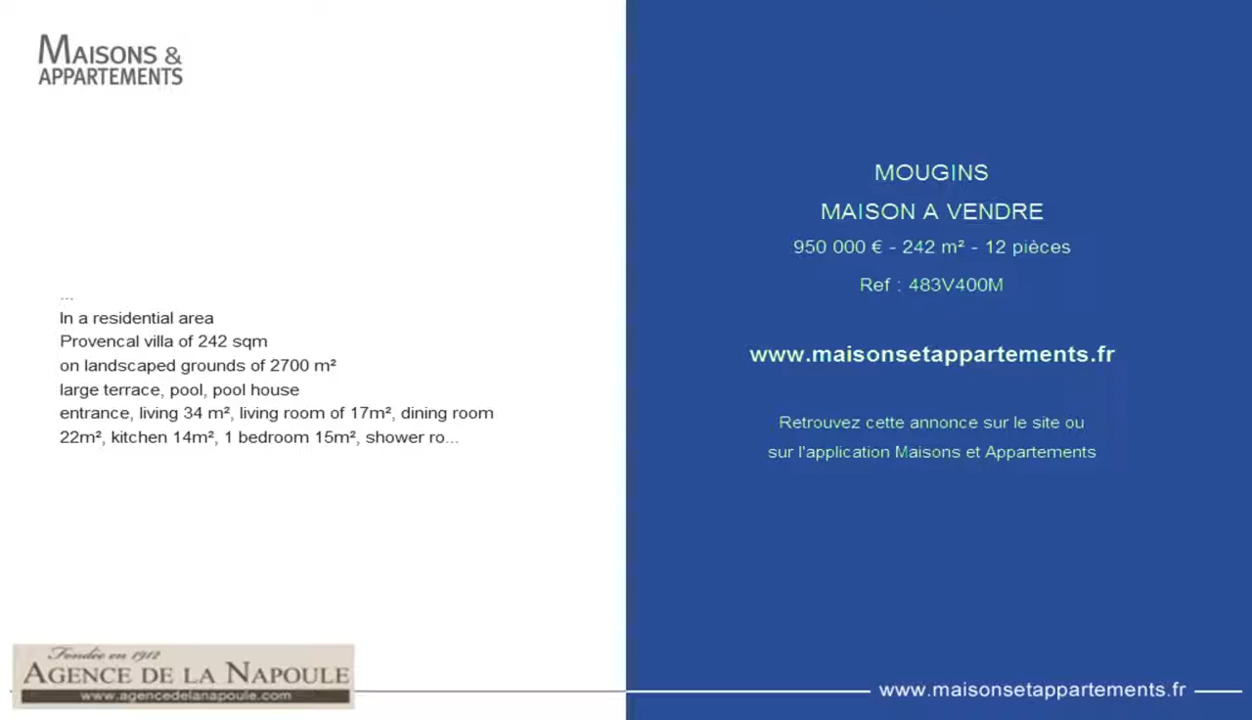 MAISONS &
APPARTEMENTS
...
In a residential area
Provencal villa of 242 sqm
on landscaped grounds of 2700 m²
large terrace, pool, pool house
entrance, living 34 m², living room of 17m², dining room
22m², kitchen 14m², 1 bedroom 15m², shower ro...
Fondée en 1912
AGENCE DE LA NAPOULE
www.agencedelanapoule.com
MOUGINS
MAISON A VENDRE
950 000 € - 242 m² - 12 pièces
Ref : 483V400M
www.maisonsetappartements.fr
Retrouvez cette annonce sur le site ou
sur l'application Maisons et Appartements
www.maisonsetappartements.fr